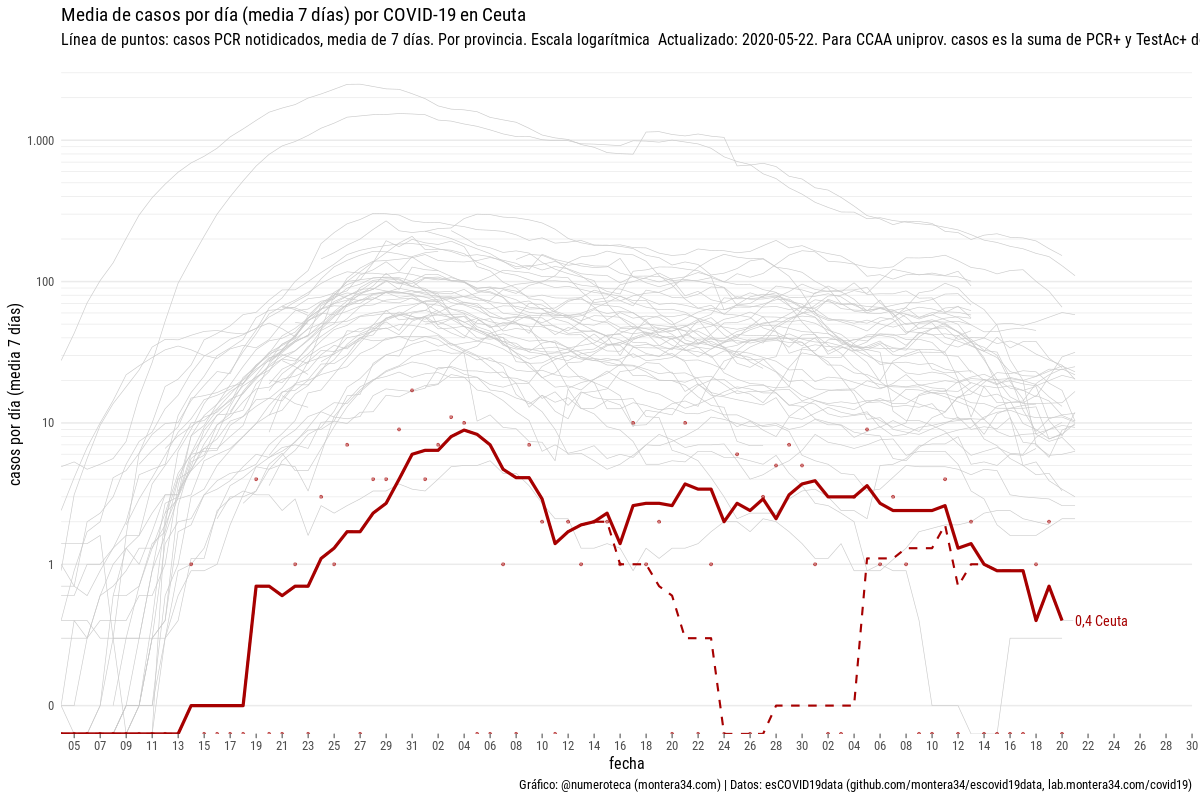 Media de casos por día (media 7 días) por COVID-19 en Ceuta
Línea de puntos: casos PCR notidicados, media de 7 días. Por provincia. Escala logarítmica  Actualizado: 2020-05-22. Para CCAA uniprov. casos es la suma de PCR+ y TestAc+ d
casos por día (media 7 días)
1.000
100
10
1
0
0,4 Ceuta
05 07 09 11 13 15 17 19 21 23 25 27 29 31 02 04 06 08 10 12 14 16 18 20 22 24 26 28 30 02 04 06 08 10 12 14 16 18 20 22 24 26 28 30
fecha
Gráfico: @numeroteca (montera34.com) | Datos: esCOVID19data (github.com/montera34/escovid19data, lab.montera34.com/covid19)